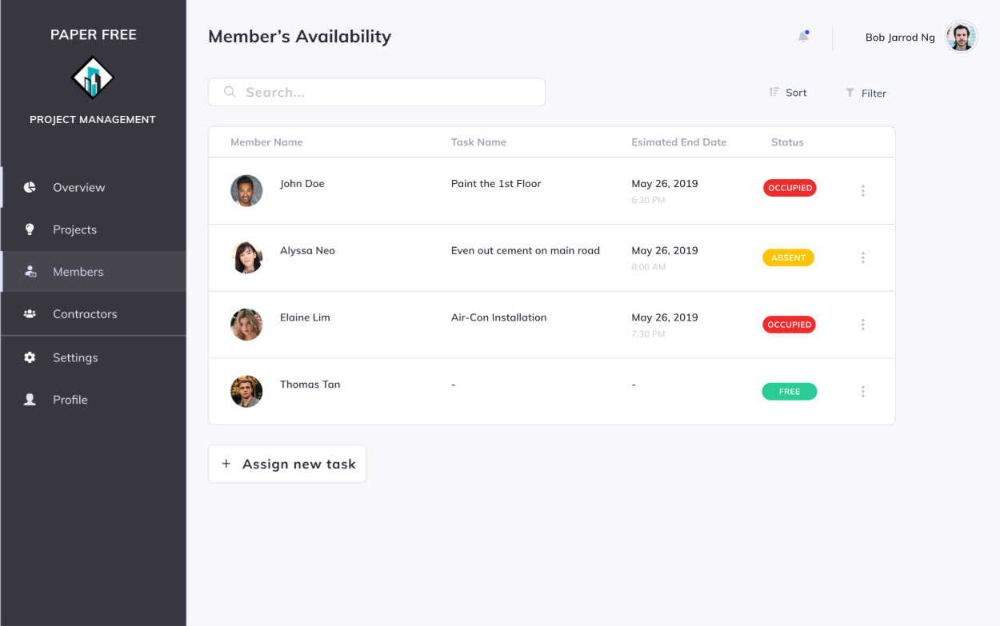 PAPER FREE
PROJECT MANAGEMENT
Overview
Projects
Members
Contractors
Settings
Profile
Member’s Availability
Bob Jarrod Ng
Search...
Sort
Filter
Member Name Task Name Esimated End Date Status
John Doe Paint the 1st Floor May 26, 2019 OCCUPIED
6:30 PM
Alyssa Neo Even out cement on main road May 26, 2019 ABSENT
8:00 AM
Elaine Lim Air-Con Installation May 26, 2019 OCCUPIED
7:30 PM
Thomas Tan - - FREE
+ Assign new task